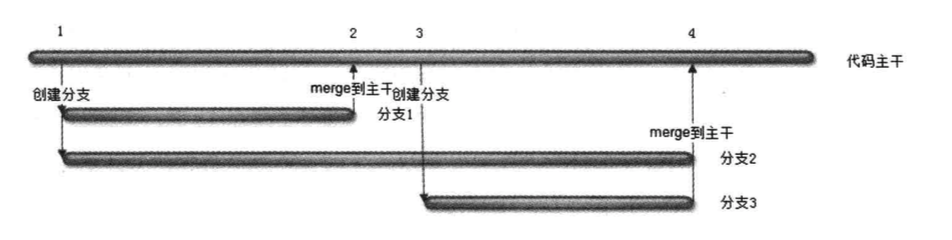 1 2 3 4
代码主干
创建分支 merge到主干 创建分支
分支1
merge到主干
分支2
分支3